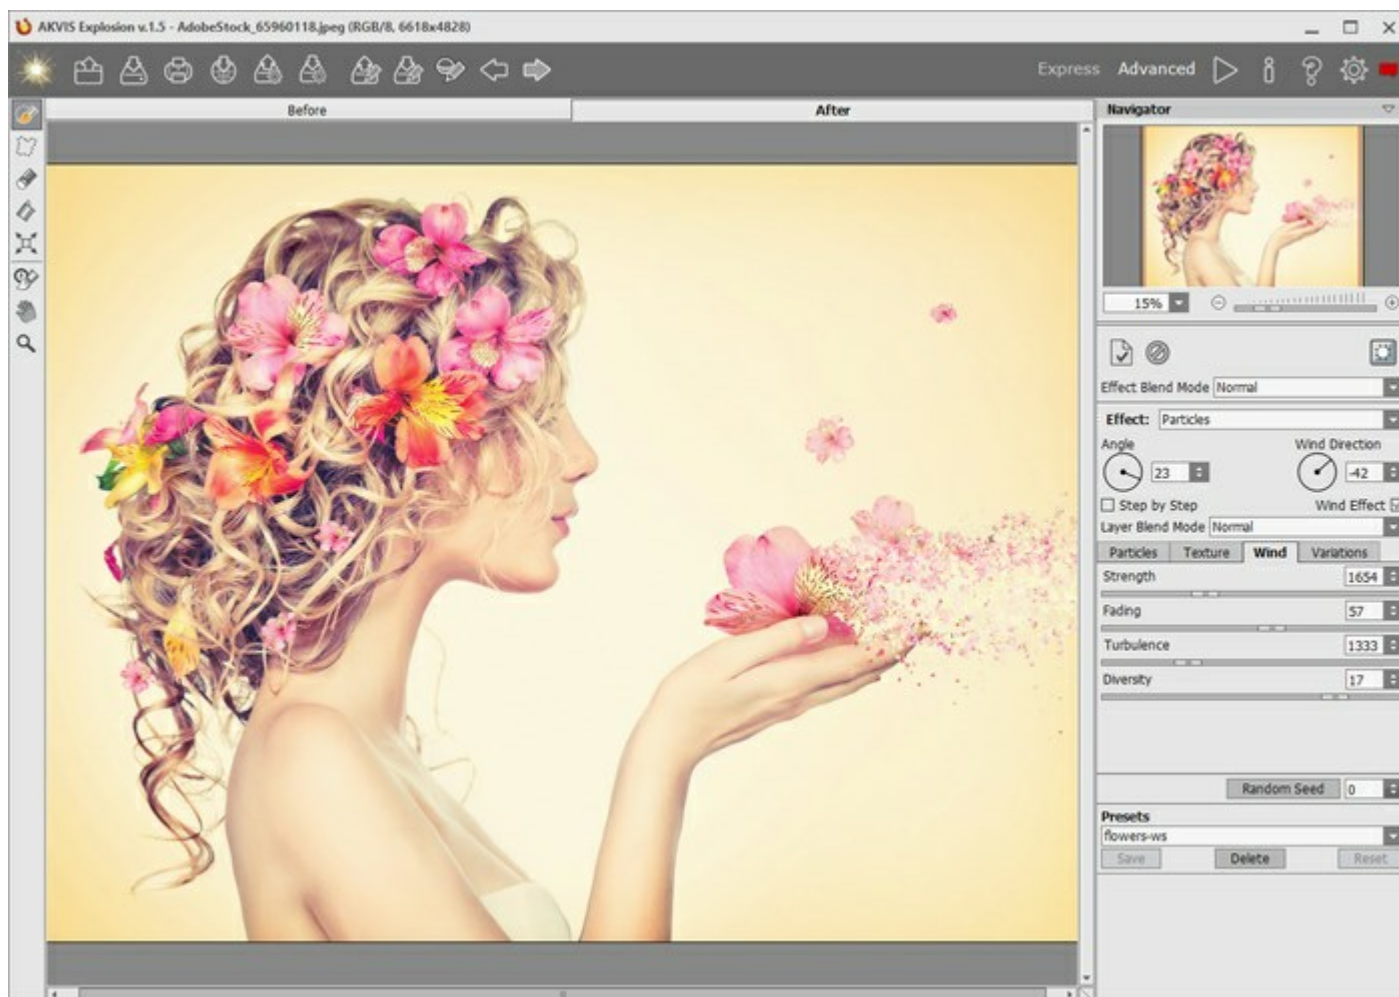 AKVIS Explosion v.1.5 - AdobeStock_65960118.jpeg (RGB/8, 6618x4828)
Express Advanced
Before After
Navigator
15%
Effect Blend Mode Normal
Effect: Particles
Angle Wind Direction
23 -42
Step by Step Wind Effect
Layer Blend Mode Normal
Particles Texture Wind Variations
Strength 1654
Fading 57
Turbulence 1333
Diversity 17
Random Seed 0
Presets
flowers-ws
Save Delete Reset